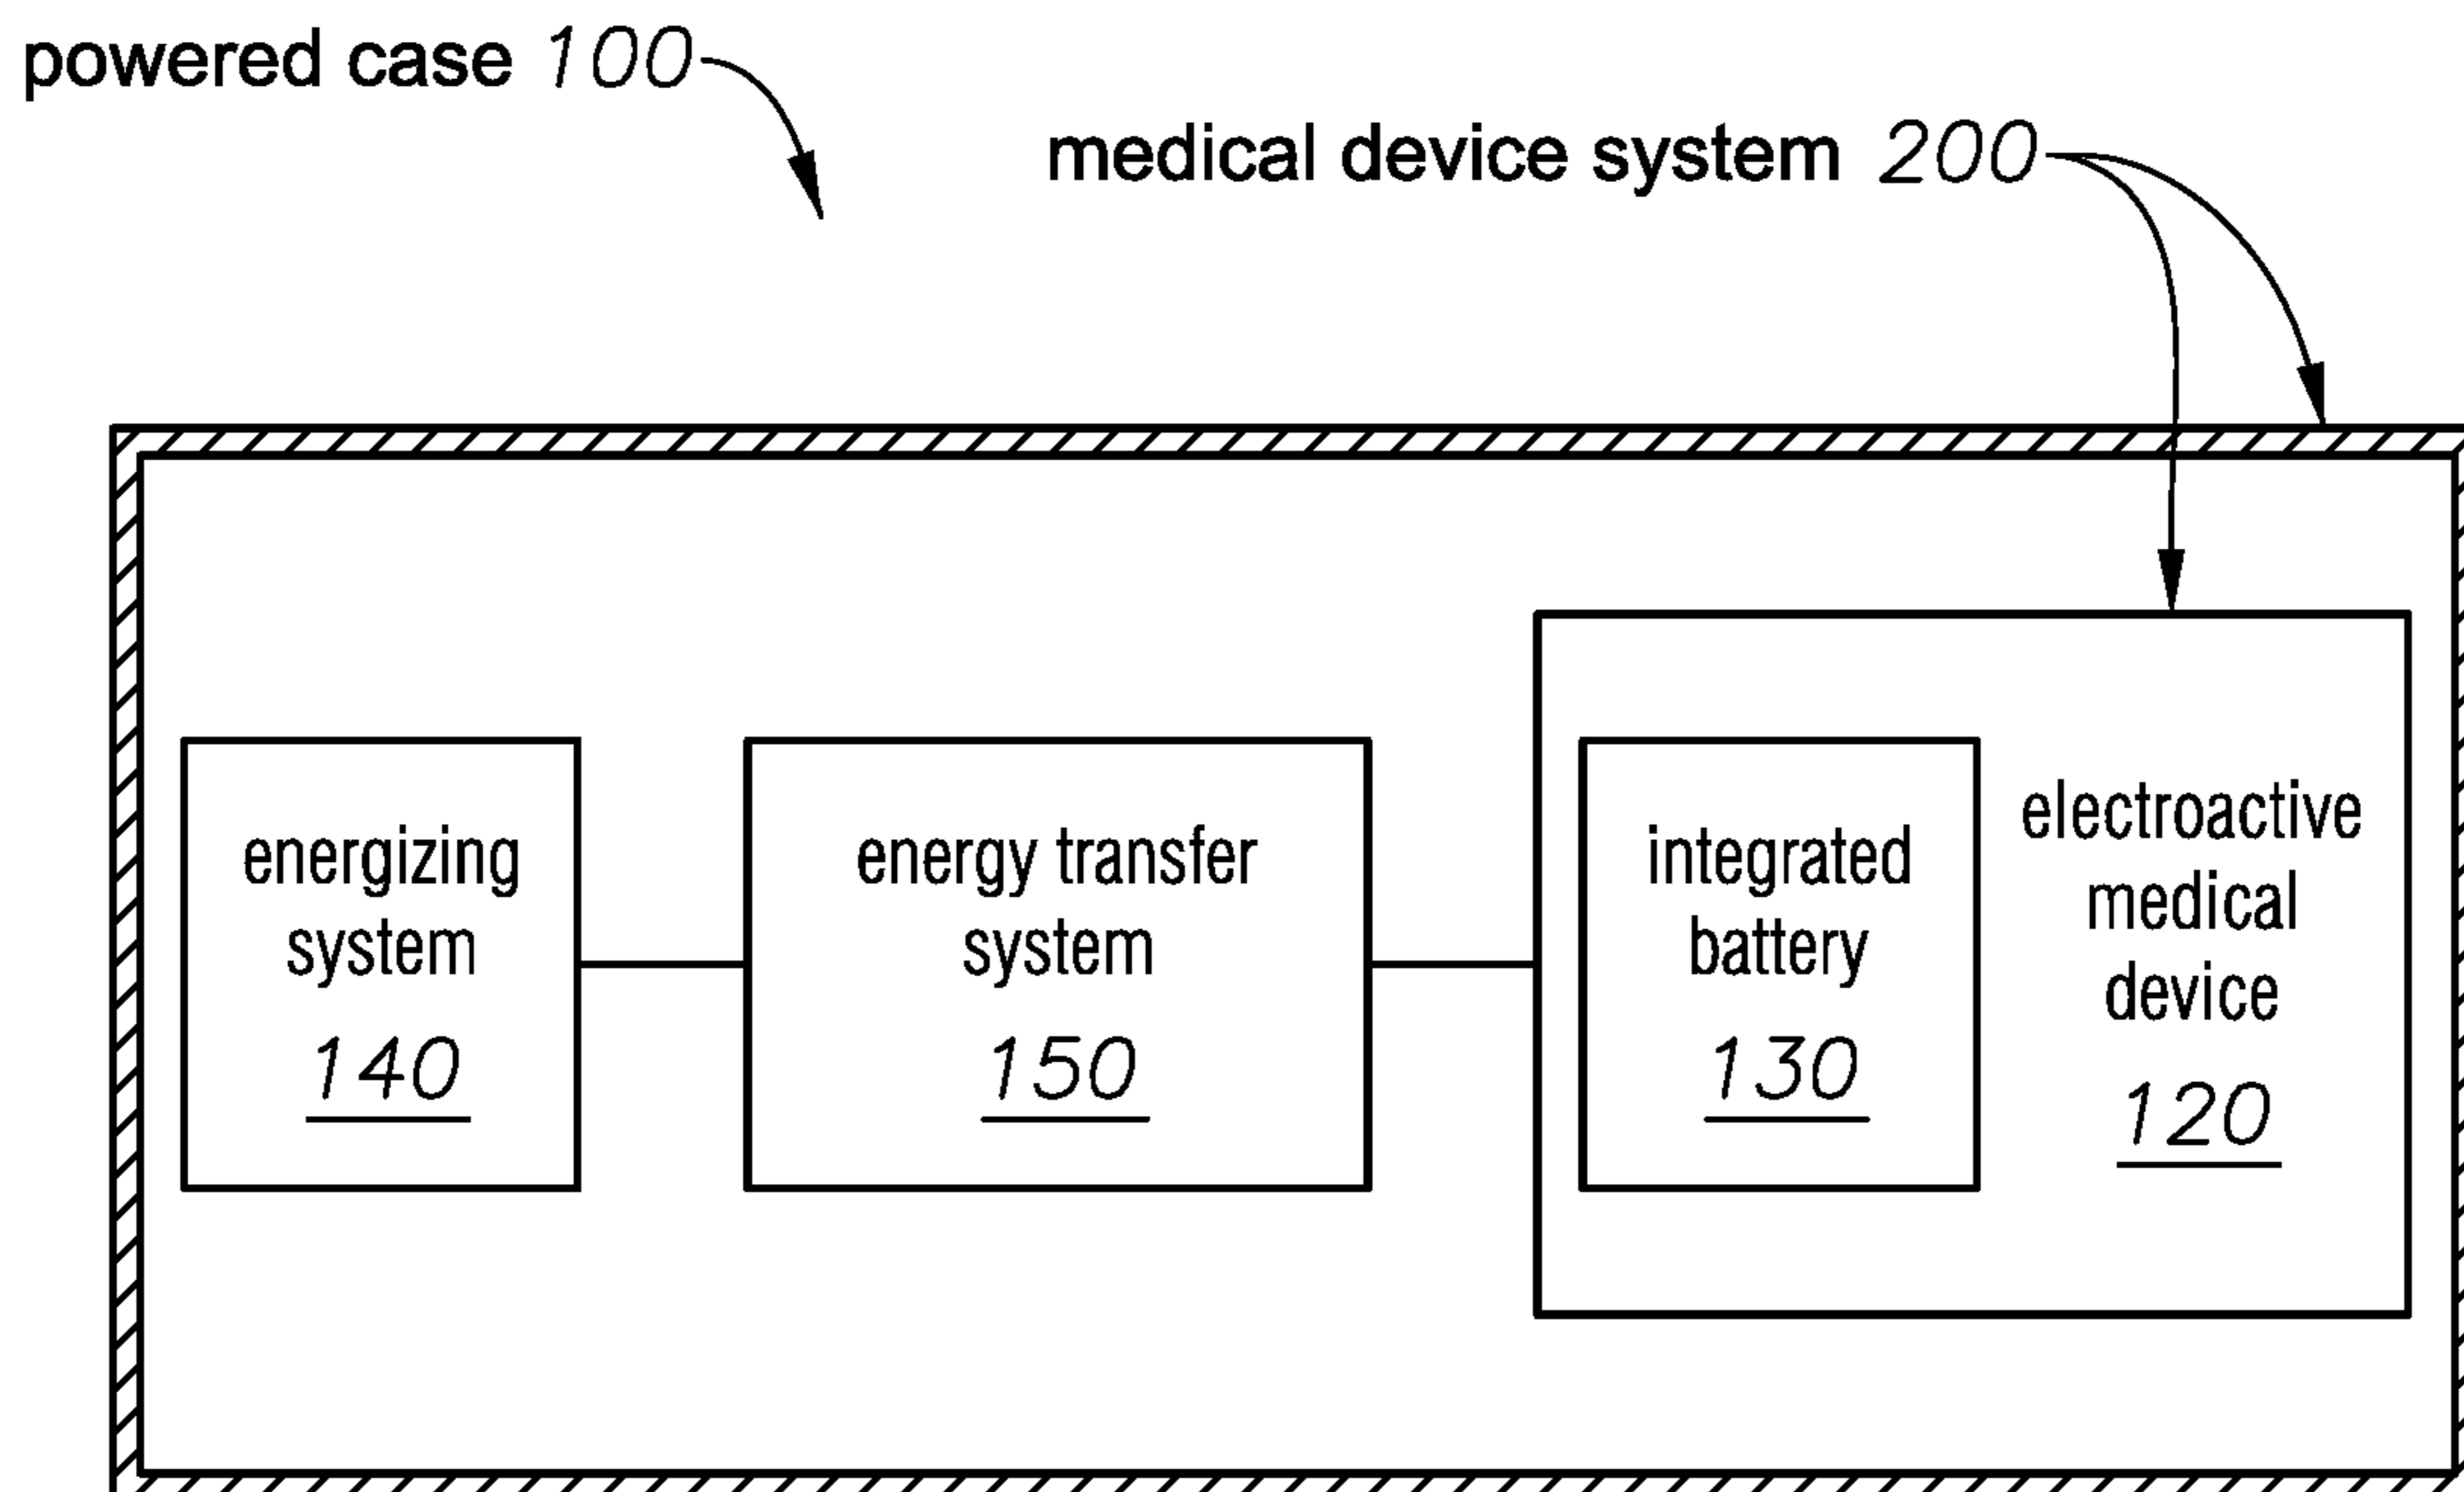 powered case 100
medical device system 200
energizing
system
140
energy transfer
system
150
integrated
battery
130
electroactive
medical
device
120